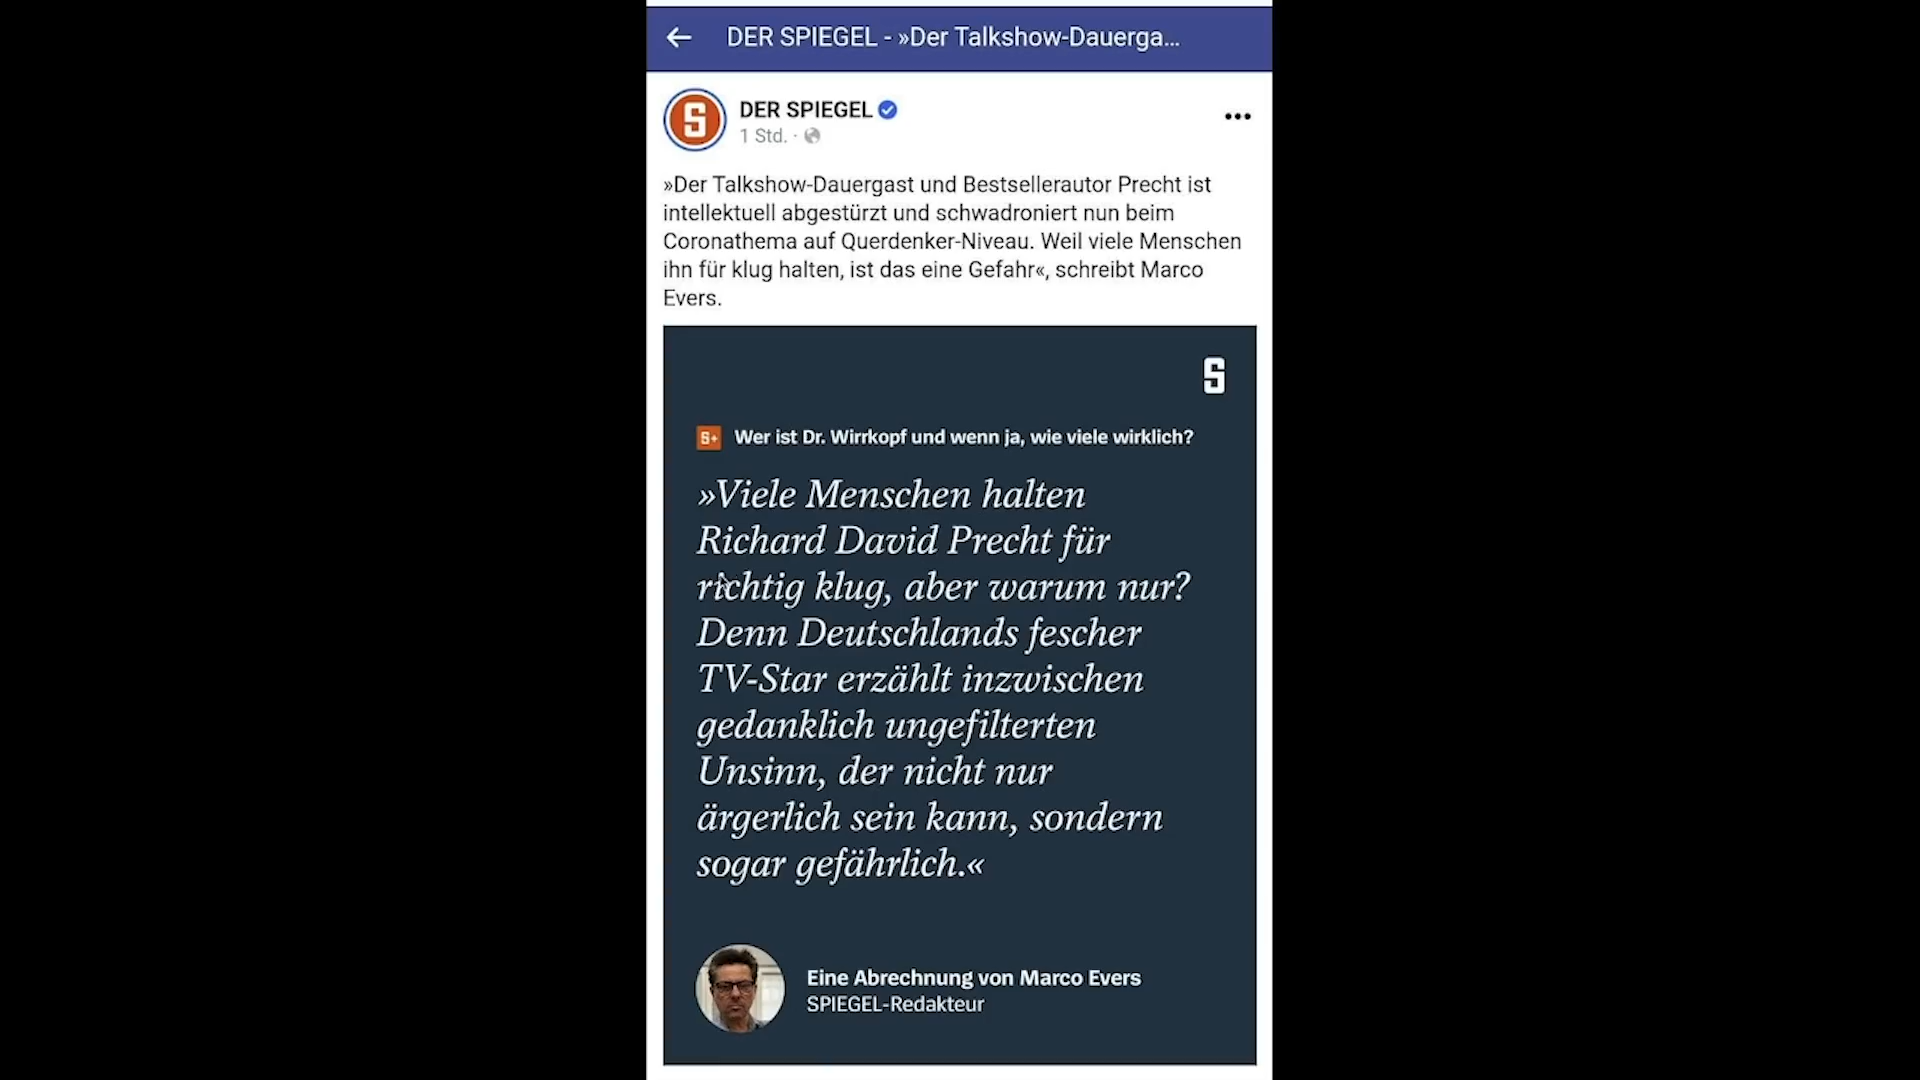 DER SPIEGEL - »Der Talkshow-Dauerga...
DER SPIEGEL
1 Std. ·
»Der Talkshow-Dauergast und Bestsellerautor Precht ist
intellektuell abgestürzt und schwadroniert nun beim
Coronathema auf Querdenker-Niveau. Weil viele Menschen
ihn für klug halten, ist das eine Gefahr«, schreibt Marco
Evers.
S
S+ Wer ist Dr. Wirrkopf und wenn ja, wie viele wirklich?
»Viele Menschen halten
Richard David Precht für
richtig klug, aber warum nur?
Denn Deutschlands fescher
TV-Star erzählt inzwischen
gedanklich ungefilterten
Unsinn, der nicht nur
ärgerlich sein kann, sondern
sogar gefährlich.«
Eine Abrechnung von Marco Evers
SPIEGEL-Redakteur